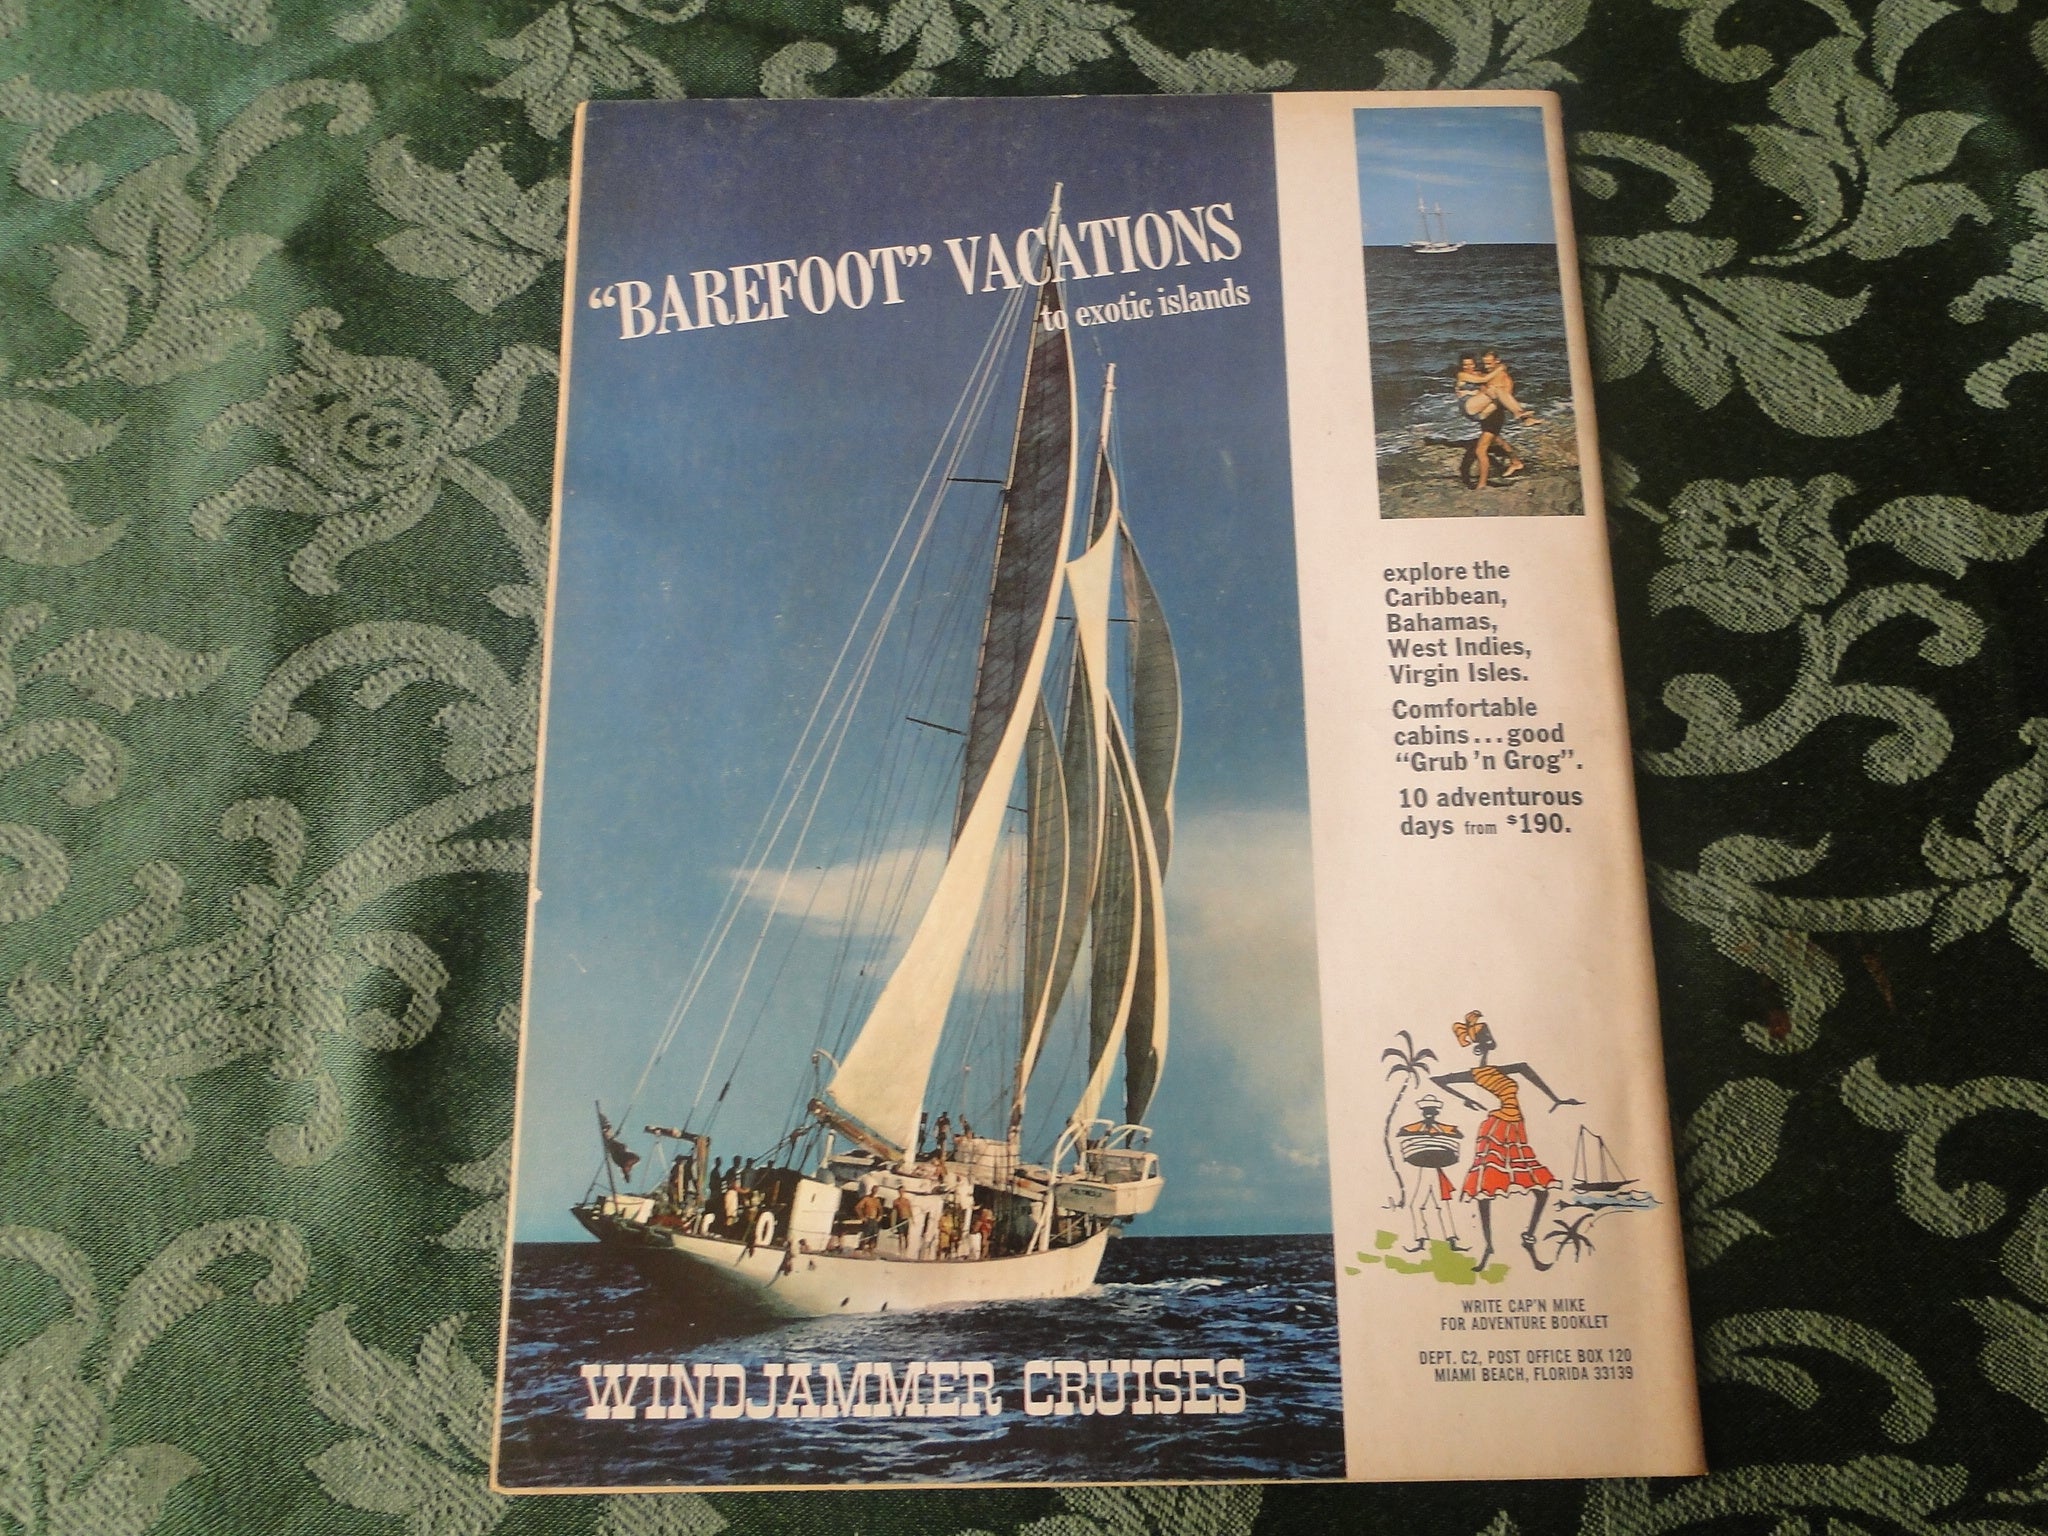 “BAREFOOT” VACATIONS
to exotic islands
explore the
Caribbean,
Bahamas,
West Indies,
Virgin Isles.
Comfortable
cabins...good
“Grub ’n Grog”.
10 adventurous
days from $190.
WRITE CAP’N MIKE
FOR ADVENTURE BOOKLET
DEPT. C2, POST OFFICE BOX 120
MIAMI BEACH, FLORIDA 33139
WINDJAMMER CRUISES